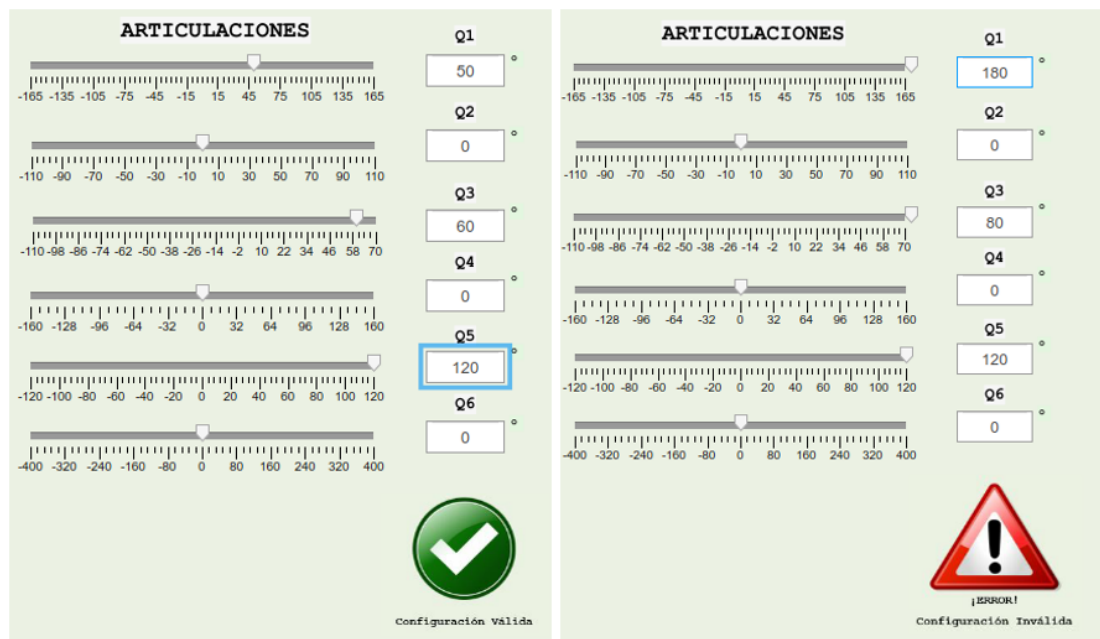 ARTICULACIONES
Q1
50 °
-165 -135 -105 -75 -45 -15 15 45 75 105 135 165
Q2
0 °
-110 -90 -70 -50 -30 -10 10 30 50 70 90 110
Q3
60 °
-110 -98 -86 -74 -62 -50 -38 -26 -14 -2 10 22 34 46 58 70
Q4
0 °
-160 -128 -96 -64 -32 0 32 64 96 128 160
Q5
120 °
-120 -100 -80 -60 -40 -20 0 20 40 60 80 100 120
Q6
0 °
-400 -320 -240 -160 -80 0 80 160 240 320 400
Configuración Válida
ARTICULACIONES
Q1
180 °
-165 -135 -105 -75 -45 -15 15 45 75 105 135 165
Q2
0 °
-110 -90 -70 -50 -30 -10 10 30 50 70 90 110
Q3
80 °
-110 -98 -86 -74 -62 -50 -38 -26 -14 -2 10 22 34 46 58 70
Q4
0 °
-160 -128 -96 -64 -32 0 32 64 96 128 160
Q5
120 °
-120 -100 -80 -60 -40 -20 0 20 40 60 80 100 120
Q6
0 °
-400 -320 -240 -160 -80 0 80 160 240 320 400
¡ERROR!
Configuración Inválida